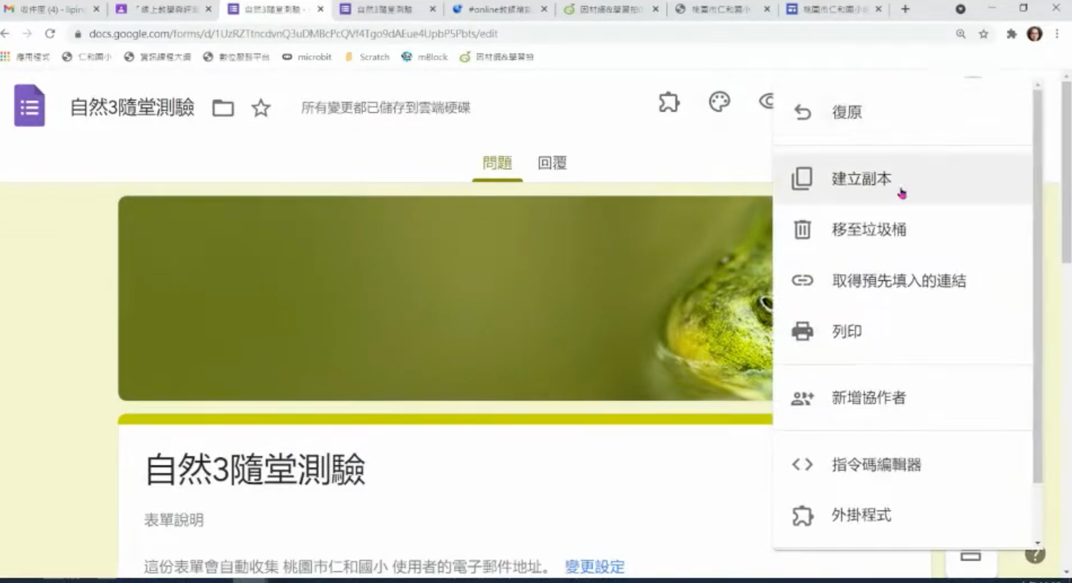 收件匣 (4) - liping
「線上教學與評
自然3隨堂測驗 -
自然3隨堂測驗
#online教師增能
因材網&學習拍
桃園市仁和國小
桃園市仁和國小
docs.google.com/forms/d/1UzRZTtncdvnQ3uDMBcPcQVf4Tgo9dAEue4UpbPSPbts/edit
應用程式 仁和國小 資訊課程大綱 數位服務平台 microbit Scratch mBlock 因材網&學習拍
自然3隨堂測驗 所有變更都已儲存到雲端硬碟
問題 回覆
復原
建立副本
移至垃圾桶
取得預先填入的連結
列印
新增協作者
指令碼編輯器
外掛程式
自然3隨堂測驗
表單說明
這份表單會自動收集 桃園市仁和國小 使用者的電子郵件地址。 變更設定